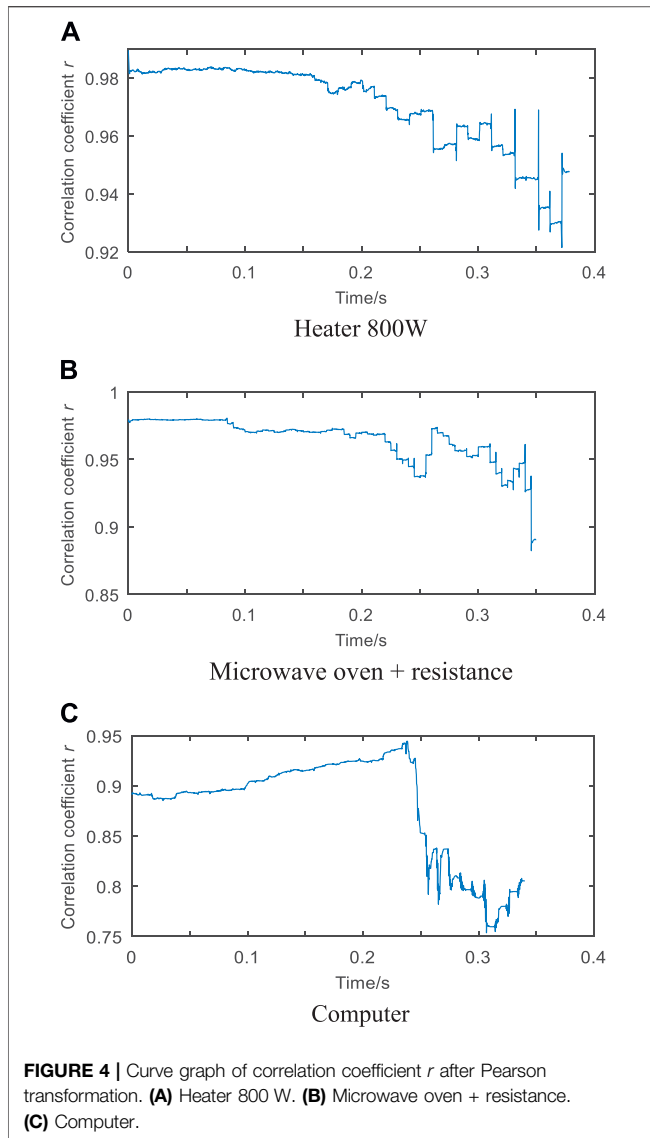 A
Correlation coefficient r
0.98
0.96
0.94
0.92
0 0.1 0.2 0.3 0.4
Time/s
Heater 800W
B
Correlation coefficient r
1
0.95
0.9
0.85
0 0.1 0.2 0.3 0.4
Time/s
Microwave oven + resistance
C
Correlation coefficient r
0.95
0.9
0.85
0.8
0.75
0 0.1 0.2 0.3 0.4
Time/s
Computer
FIGURE 4 | Curve graph of correlation coefficient r after Pearson
transformation. (A) Heater 800 W. (B) Microwave oven + resistance.
(C) Computer.